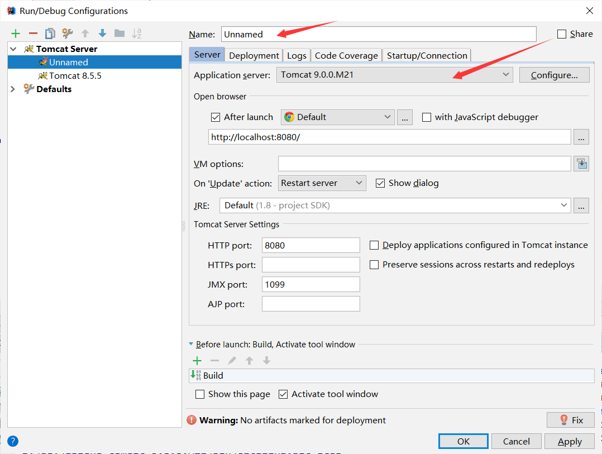 Run/Debug Configurations
Name: Unnamed Share
Tomcat Server
Unnamed
Tomcat 8.5.5
Defaults
Server Deployment Logs Code Coverage Startup/Connection
Application server: Tomcat 9.0.0.M21 Configure...
Open browser
After launch Default ... with JavaScript debugger
http://localhost:8080/ ...
VM options:
On 'Update' action: Restart server Show dialog
JRE: Default (1.8 - project SDK) ...
Tomcat Server Settings
HTTP port: 8080 Deploy applications configured in Tomcat instance
HTTPs port: Preserve sessions across restarts and redeploys
JMX port: 1099
AJP port:
Before launch: Build, Activate tool window
Build
Show this page Activate tool window
Warning: No artifacts marked for deployment Fix
OK Cancel Apply